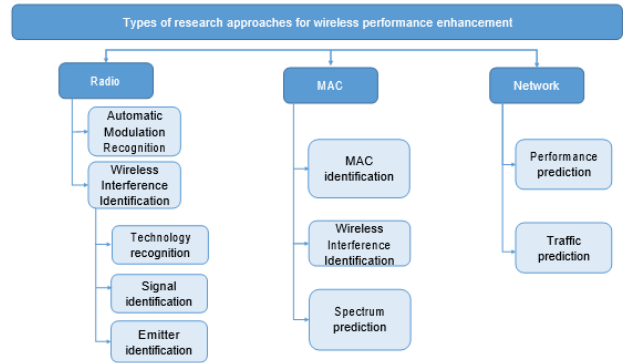 Types of research approaches for wireless performance enhancement
Radio
MAC
Network
Automatic
Modulation
Recognition
Wireless
Interference
Identification
Technology
recognition
Signal
identification
Emitter
identification
MAC
identification
Wireless
Interference
Identification
Spectrum
prediction
Performance
prediction
Traffic
prediction